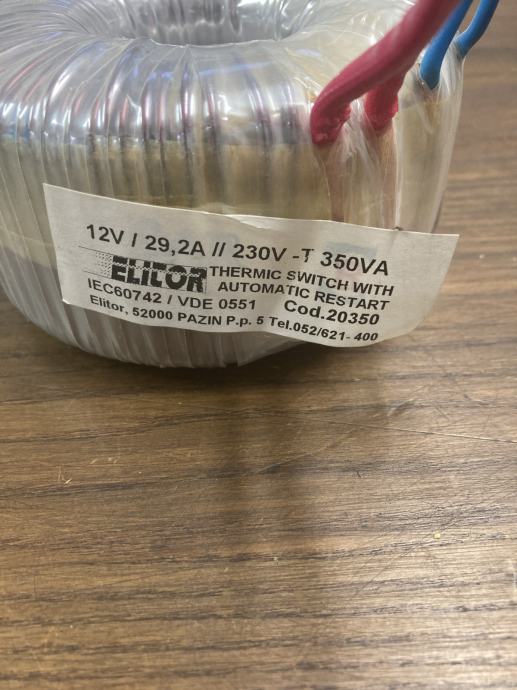 12V / 29,2A // 230V -T 350VA
ELITOR THERMIC SWITCH WITH
AUTOMATIC RESTART
IEC60742 / VDE 0551 Cod.20350
Elitor, 52000 PAZIN P.p. 5 Tel.052/621-400